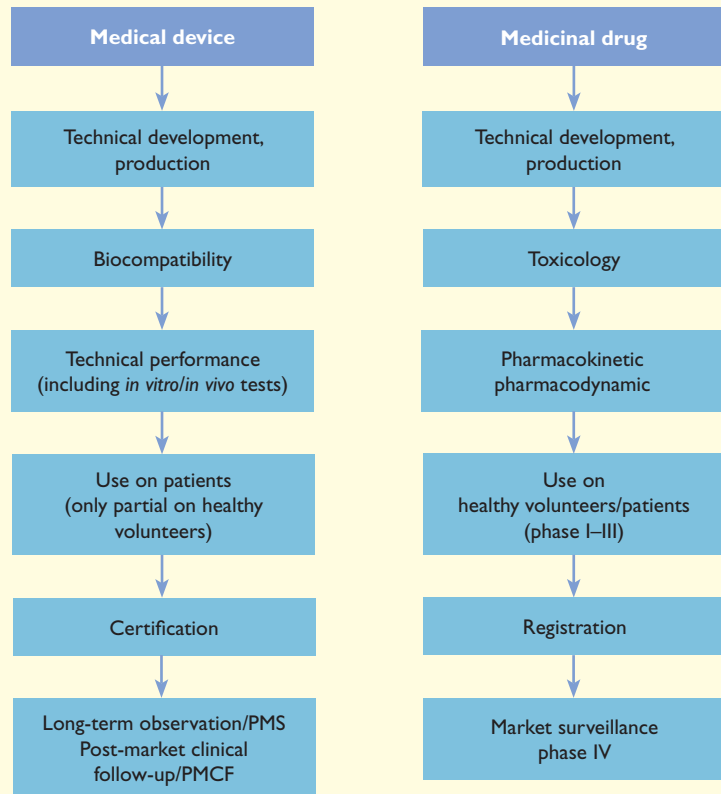 Medical device
Technical development,
production
Biocompatibility
Technical performance
(including in vitro/in vivo tests)
Use on patients
(only partial on healthy
volunteers)
Certification
Long-term observation/PMS
Post-market clinical
follow-up/PMCF
Medicinal drug
Technical development,
production
Toxicology
Pharmacokinetic
pharmacodynamic
Use on
healthy volunteers/patients
(phase I–III)
Registration
Market surveillance
phase IV